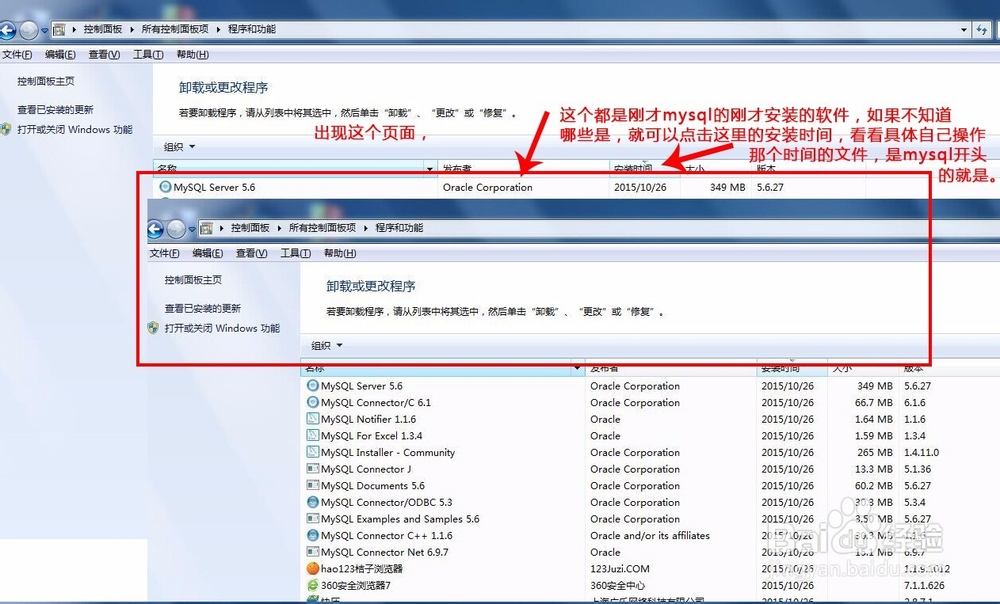 控制面板 ▸ 所有控制面板项 ▸ 程序和功能
文件(F) 编辑(E) 查看(V) 工具(T) 帮助(H)
控制面板主页
查看已安装的更新
打开或关闭 Windows 功能
卸载或更改程序
若要卸载程序，请从列表中将其选中，然后单击“卸载”、“更改”或“修复”。
出现这个页面，
这个都是刚才mysql的刚才安装的软件，如果不知道
哪些是，就可以点击这里的安装时间，看看具体自己操作
那个时间的文件，是mysql开头
的就是。
组织 ▼
名称 发布者 安装时间 大小 版本
MySQL Server 5.6 Oracle Corporation 2015/10/26 349 MB 5.6.27
控制面板 ▸ 所有控制面板项 ▸ 程序和功能
文件(F) 编辑(E) 查看(V) 工具(T) 帮助(H)
控制面板主页
查看已安装的更新
打开或关闭 Windows 功能
卸载或更改程序
若要卸载程序，请从列表中将其选中，然后单击“卸载”、“更改”或“修复”。
组织 ▼
名称 发布者 安装时间 大小 版本
MySQL Server 5.6 Oracle Corporation 2015/10/26 349 MB 5.6.27
MySQL Connector/C 6.1 Oracle Corporation 2015/10/26 66.7 MB 6.1.6
MySQL Notifier 1.1.6 Oracle 2015/10/26 1.64 MB 1.1.6
MySQL For Excel 1.3.4 Oracle 2015/10/26 1.59 MB 1.3.4
MySQL Installer - Community Oracle Corporation 2015/10/26 265 MB 1.4.11.0
MySQL Connector J Oracle Corporation 2015/10/26 13.3 MB 5.1.36
MySQL Documents 5.6 Oracle Corporation 2015/10/26 60.2 MB 5.6.27
MySQL Connector/ODBC 5.3 Oracle Corporation 2015/10/26 30.3 MB 5.3.4
MySQL Examples and Samples 5.6 Oracle Corporation 2015/10/26 3.50 MB 5.6.27
MySQL Connector C++ 1.1.6 Oracle and/or its affiliates 2015/10/26 MB
MySQL Connector Net 6.9.7 Oracle 2015/10/26 MB 6.9.7
hao123桔子浏览器 123Juzi.COM 2015/10/26
360安全浏览器7 360安全中心 2015/10/26 7.1.1.626
2015/10/26
Baidu经验
jingyan.baidu.com